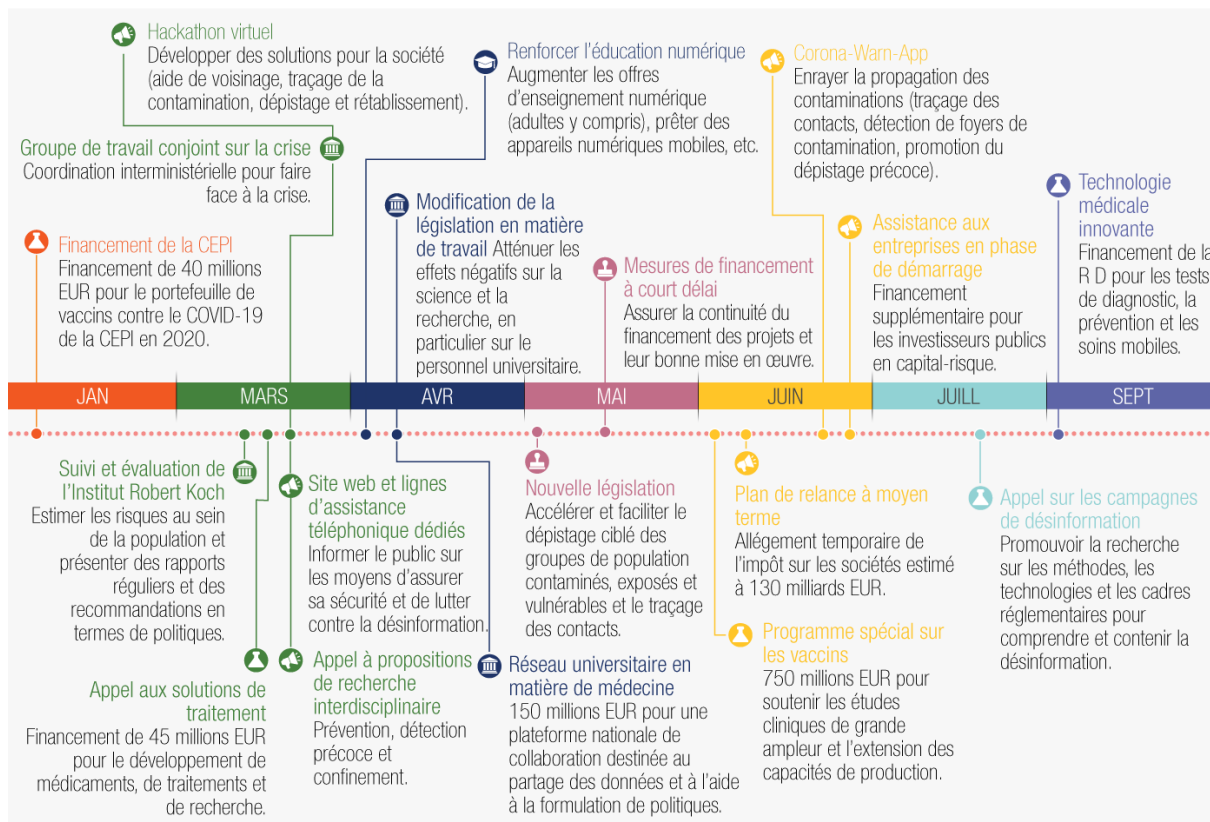 Hackathon virtuel
Développer des solutions pour la société
(aide de voisinage, traçage de la
contamination, dépistage et rétablissement).
Groupe de travail conjoint sur la crise
Coordination interministérielle pour faire
face à la crise.
Financement de la CEPI
Financement de 40 millions
EUR pour le portefeuille de
vaccins contre le COVID-19
de la CEPI en 2020.
Renforcer l'éducation numérique
Augmenter les offres
d'enseignement numérique
(adultes y compris), prêter des
appareils numériques mobiles, etc.
Modification de la
législation en matière
de travail Atténuer les
effets négatifs sur la
science et la
recherche, en
particulier sur le
personnel universitaire.
Mesures de financement
à court délai
Assurer la continuité du
financement des projets et
leur bonne mise en œuvre.
Corona-Warn-App
Enrayer la propagation des
contaminations (traçage des
contacts, détection de foyers de
contamination, promotion du
dépistage précoce).
Assistance aux
entreprises en phase
de démarrage
Financement
supplémentaire pour
les investisseurs publics
en capital-risque.
Technologie
médicale
innovante
Financement de la
R D pour les tests
de diagnostic, la
prévention et les
soins mobiles.
JAN MARS AVR MAI JUIN JUILL SEPT
Suivi et évaluation de
l'Institut Robert Koch
Estimer les risques au sein
de la population et
présenter des rapports
réguliers et des
recommandations en
termes de politiques.
Appel aux solutions de
traitement
Financement de 45 millions EUR
pour le développement de
médicaments, de traitements et
de recherche.
Site web et lignes
d'assistance
téléphonique dédiés
Informer le public sur
les moyens d'assurer
sa sécurité et de lutter
contre la désinformation.
Appel à propositions
de recherche
interdisciplinaire
Prévention, détection
précoce et
confinement.
Réseau universitaire en
matière de médecine
150 millions EUR pour une
plateforme nationale de
collaboration destinée au
partage des données et à l'aide
à la formulation de politiques.
Nouvelle législation
Accélérer et faciliter le
dépistage ciblé des
groupes de population
contaminés, exposés et
vulnérables et le traçage
des contacts.
Plan de relance à moyen
terme
Allégement temporaire de
l'impôt sur les sociétés estimé
à 130 milliards EUR.
Programme spécial sur
les vaccins
750 millions EUR pour
soutenir les études
cliniques de grande
ampleur et l'extension des
capacités de production.
Appel sur les campagnes
de désinformation
Promouvoir la recherche
sur les méthodes, les
technologies et les cadres
réglementaires pour
comprendre et contenir la
désinformation.